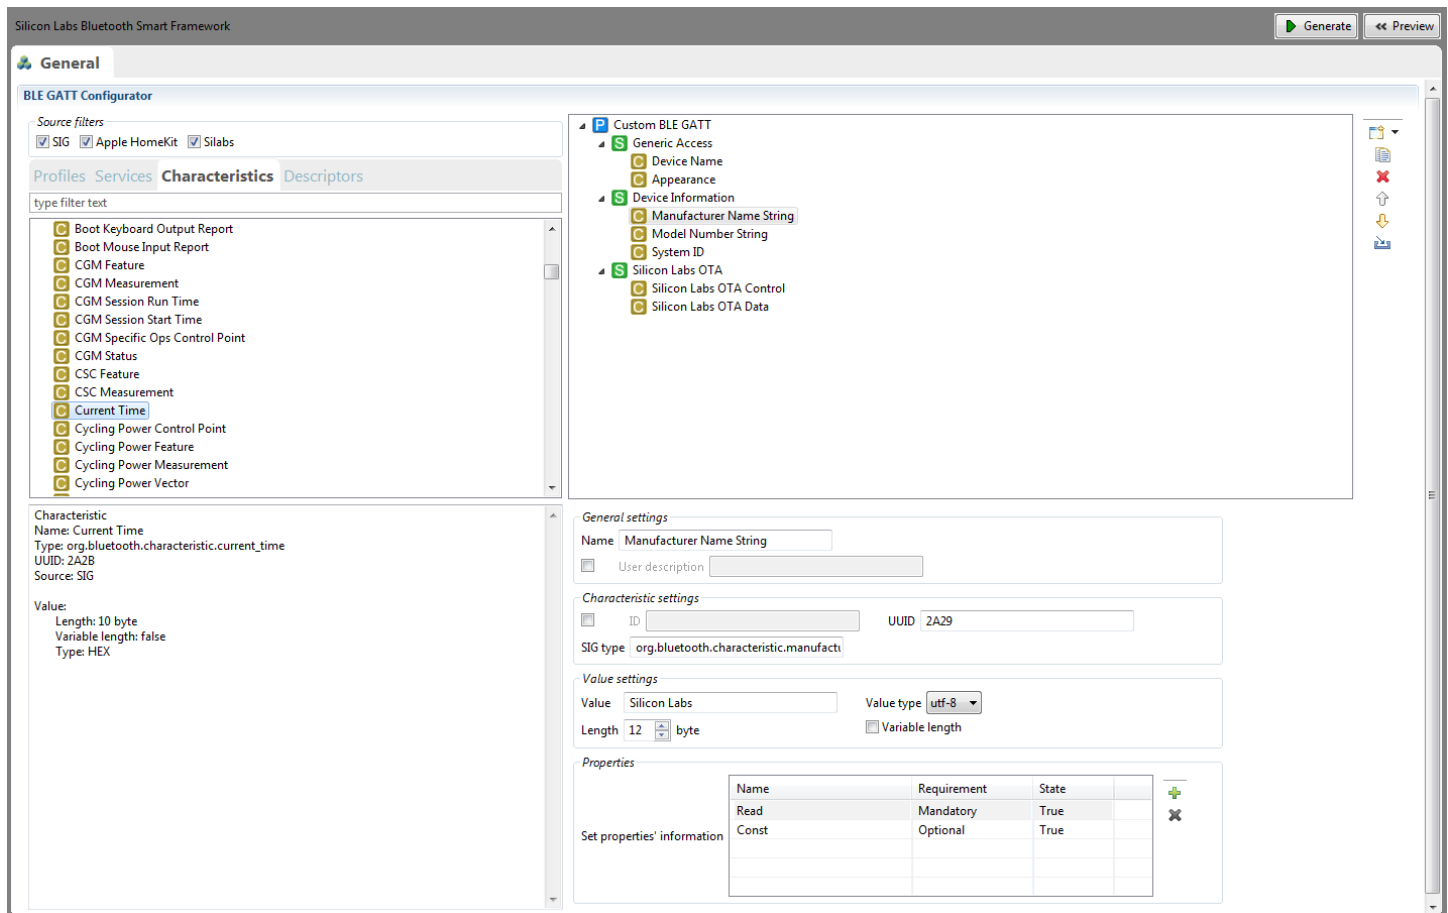 Silicon Labs Bluetooth Smart Framework
Generate
Preview
General
BLE GATT Configurator
Source filters
SIG Apple HomeKit Silabs
Profiles Services Characteristics Descriptors
type filter text
C Boot Keyboard Output Report
C Boot Mouse Input Report
C CGM Feature
C CGM Measurement
C CGM Session Run Time
C CGM Session Start Time
C CGM Specific Ops Control Point
C CGM Status
C CSC Feature
C CSC Measurement
C Current Time
C Cycling Power Control Point
C Cycling Power Feature
C Cycling Power Measurement
C Cycling Power Vector
P Custom BLE GATT
S Generic Access
C Device Name
C Appearance
S Device Information
C Manufacturer Name String
C Model Number String
C System ID
S Silicon Labs OTA
C Silicon Labs OTA Control
C Silicon Labs OTA Data
Characteristic
Name: Current Time
Type: org.bluetooth.characteristic.current_time
UUID: 2A2B
Source: SIG
Value:
Length: 10 byte
Variable length: false
Type: HEX
General settings
Name Manufacturer Name String
User description
Characteristic settings
ID UUID 2A29
SIG type org.bluetooth.characteristic.manufactu
Value settings
Value Silicon Labs Value type utf-8
Length 12 byte Variable length
Properties
Name Requirement State
Read Mandatory True
Const Optional True
Set properties' information